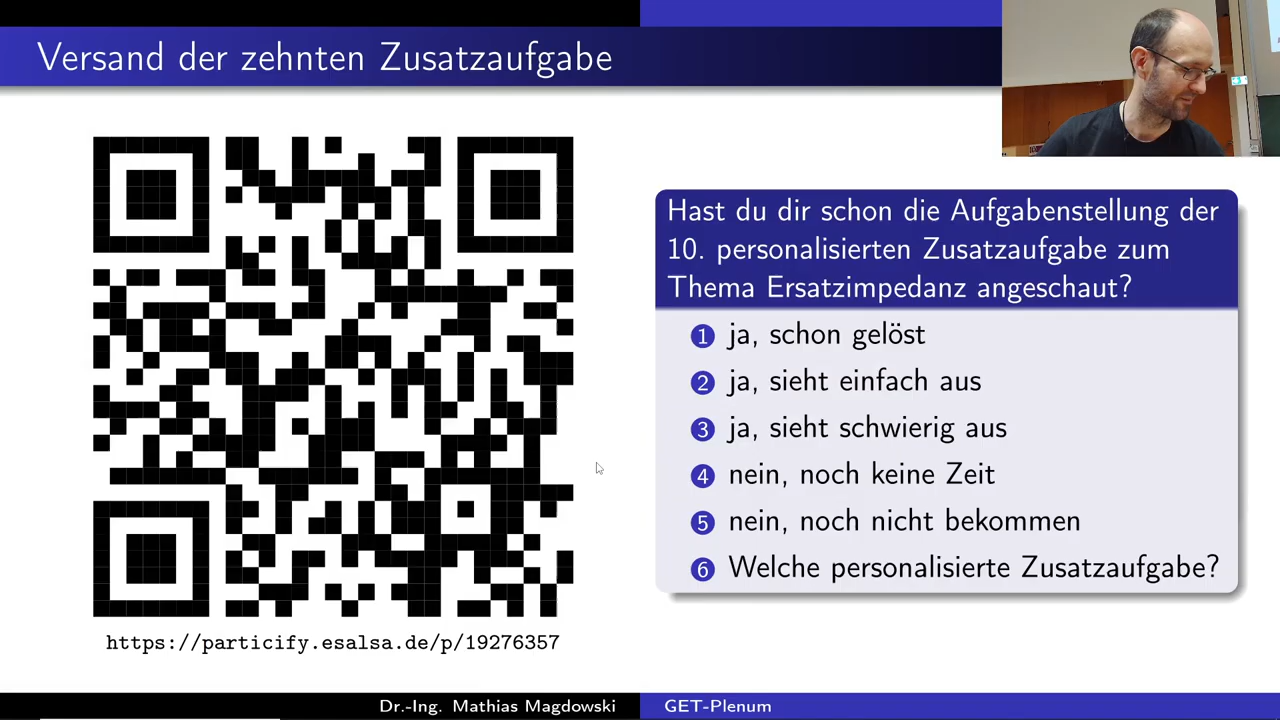 Versand der zehnten Zusatzaufgabe
Hast du dir schon die Aufgabenstellung der
10. personalisierten Zusatzaufgabe zum
Thema Ersatzimpedanz angeschaut?
1 ja, schon gelöst
2 ja, sieht einfach aus
3 ja, sieht schwierig aus
4 nein, noch keine Zeit
5 nein, noch nicht bekommen
6 Welche personalisierte Zusatzaufgabe?
https://particify.esalsa.de/p/19276357
Dr.-Ing. Mathias Magdowski
GET-Plenum